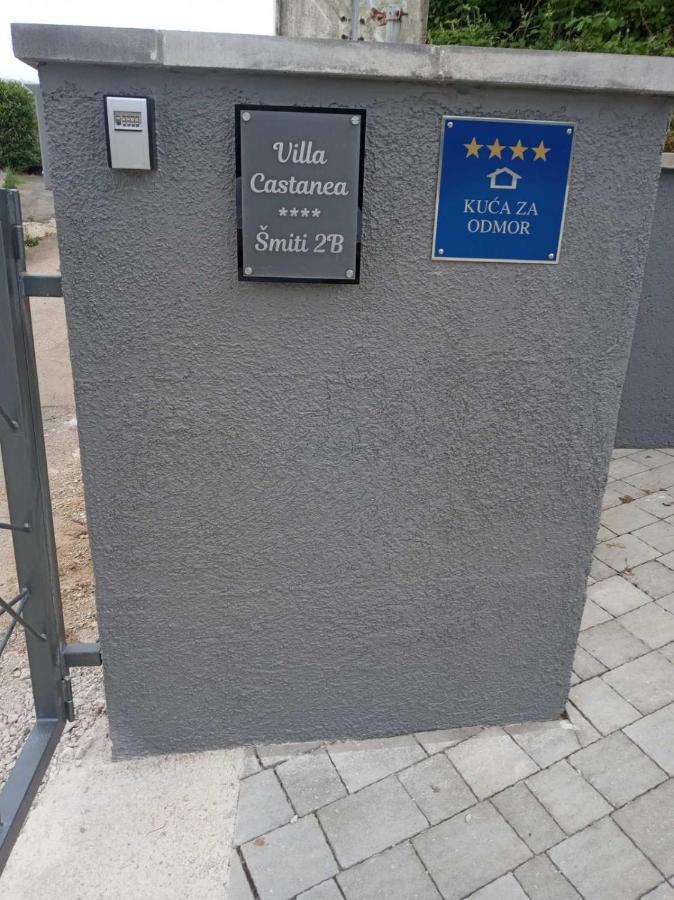 Villa
Castanea
****
Šmiti 2B
KUĆA ZA
ODMOR